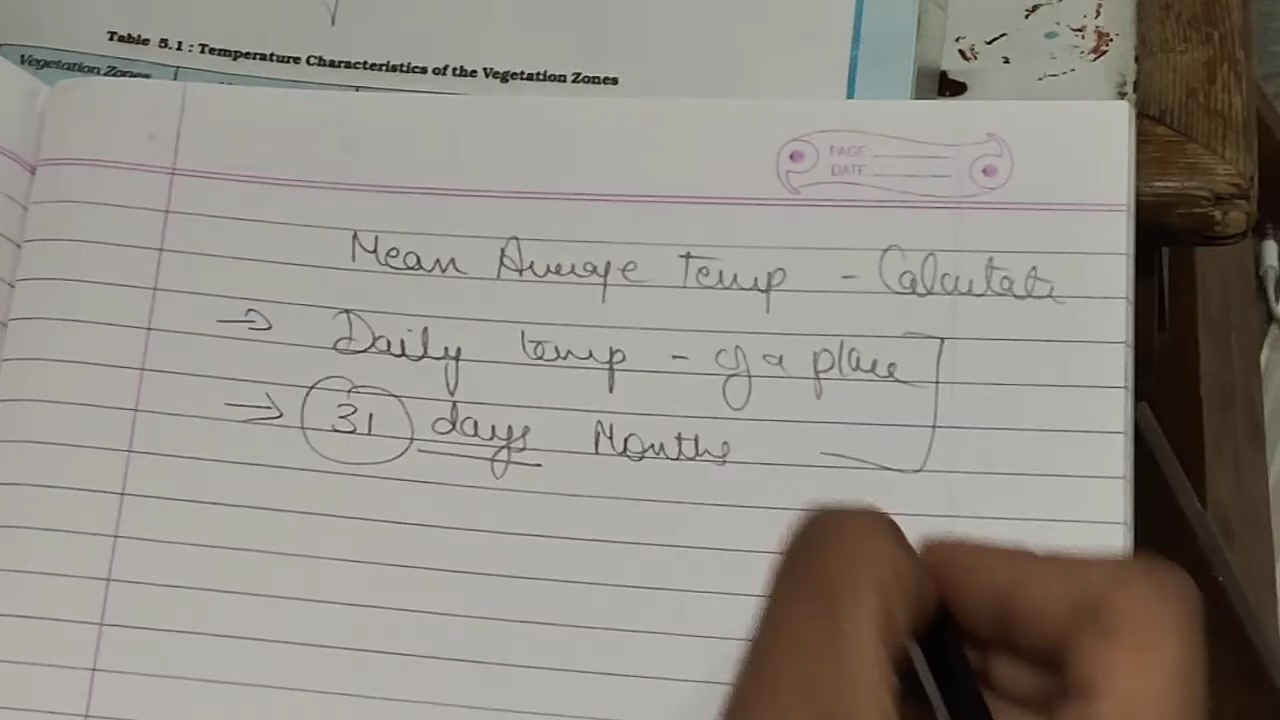 Table 5.1 : Temperature Characteristics of the Vegetation Zones
Vegetation Zones
PAGE
DATE
Mean Average Temp - Calculate
→ Daily temp - of a place
⇒ 31 days Months